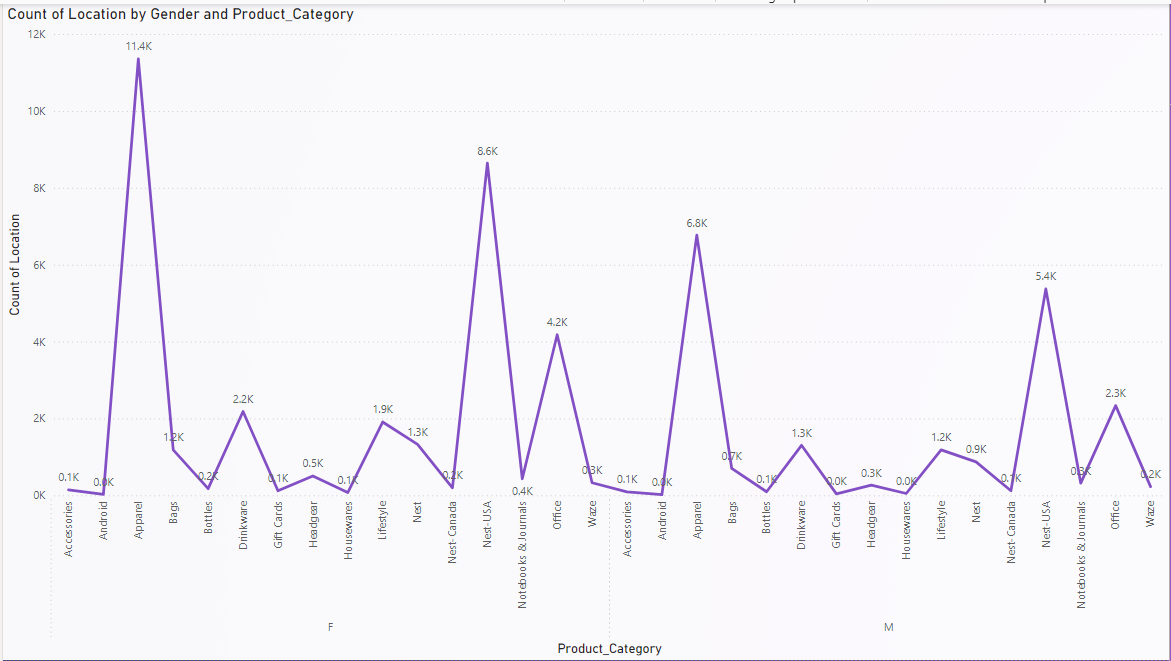 Count of Location by Gender and Product_Category
12K
10K
8K
6K
4K
2K
0K
Count of Location
0.1K
0.0K
11.4K
1.2K
0.2K
2.2K
0.1K
0.5K
0.1K
1.9K
1.3K
0.2K
8.6K
0.4K
4.2K
0.3K
0.1K
0.0K
6.8K
0.7K
0.1K
1.3K
0.0K
0.3K
0.0K
1.2K
0.9K
0.1K
5.4K
0.3K
2.3K
0.2K
Accessories
Android
Apparel
Bags
Bottles
Drinkware
Gift Cards
Headgear
Housewares
Lifestyle
Nest
Nest-Canada
Nest-USA
Notebooks & Journals
Office
Waze
Accessories
Android
Apparel
Bags
Bottles
Drinkware
Gift Cards
Headgear
Housewares
Lifestyle
Nest
Nest-Canada
Nest-USA
Notebooks & Journals
Office
Waze
F
M
Product_Category